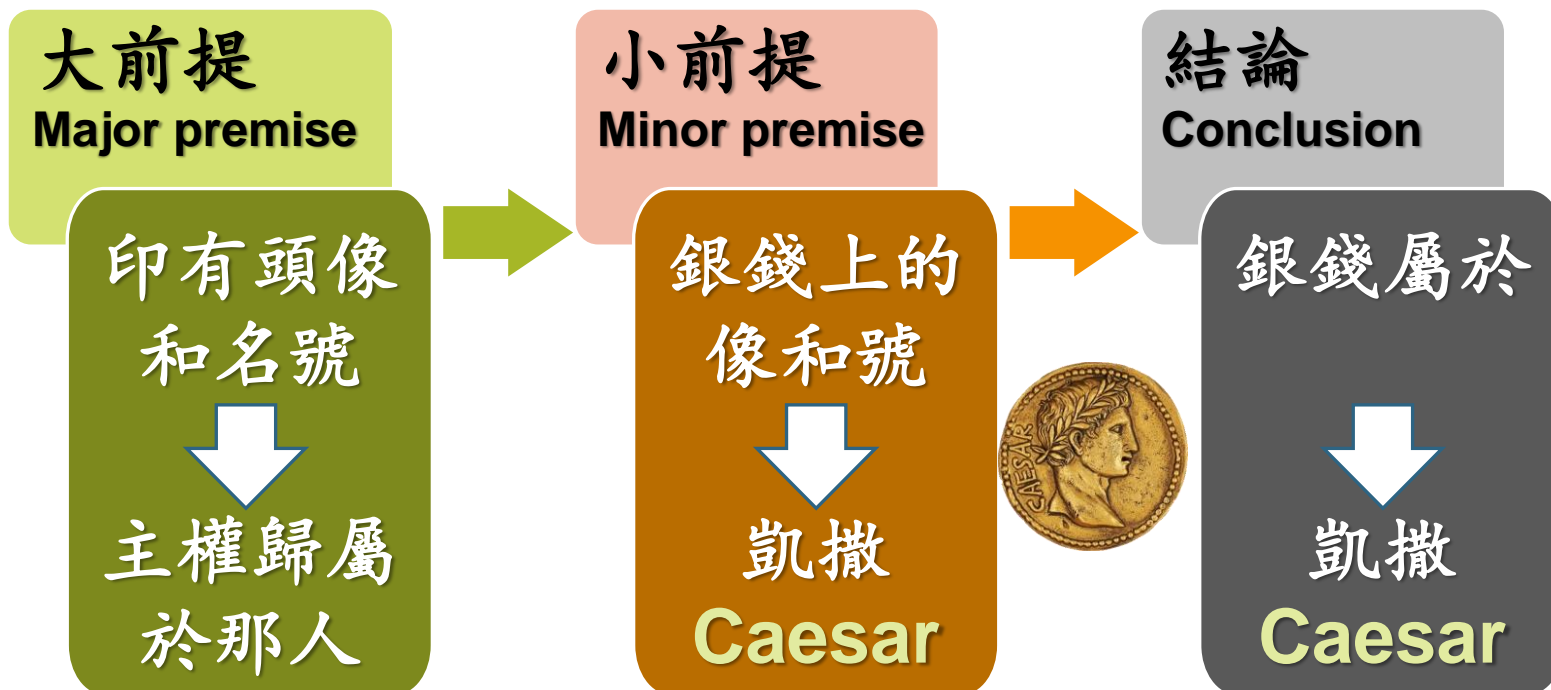 大前提
Major premise
印有頭像
和名號
主權歸屬
於那人
小前提
Minor premise
銀錢上的
像和號
凱撒
Caesar
CAESAR
結論
Conclusion
銀錢屬於
凱撒
Caesar